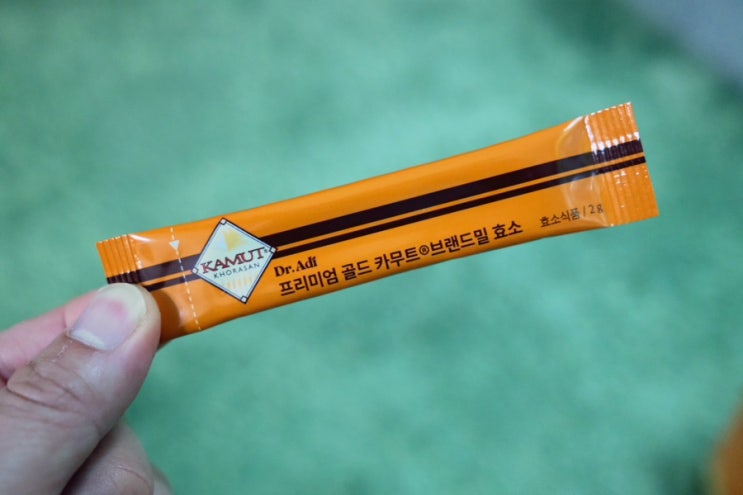 KAMUT®
KHORASAN
Dr.Adi
프리미엄 골드 카무트®브랜드밀 효소
효소식품 / 2 g